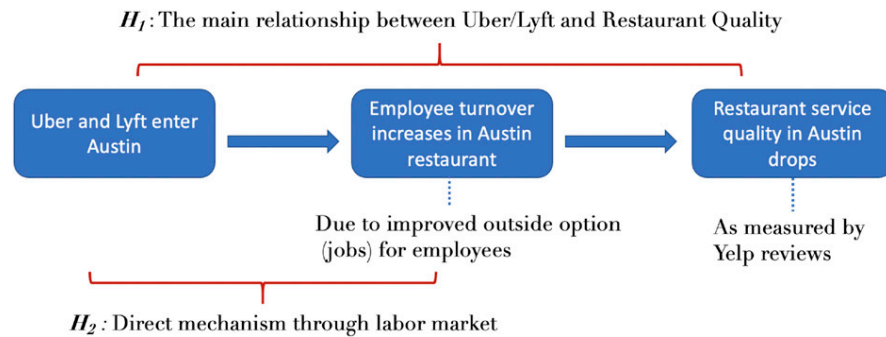 H1 : The main relationship between Uber/Lyft and Restaurant Quality
Uber and Lyft enter
Austin
Employee turnover
increases in Austin
restaurant
Restaurant service
quality in Austin
drops
Due to improved outside option
(jobs) for employees
As measured by
Yelp reviews
H2 : Direct mechanism through labor market